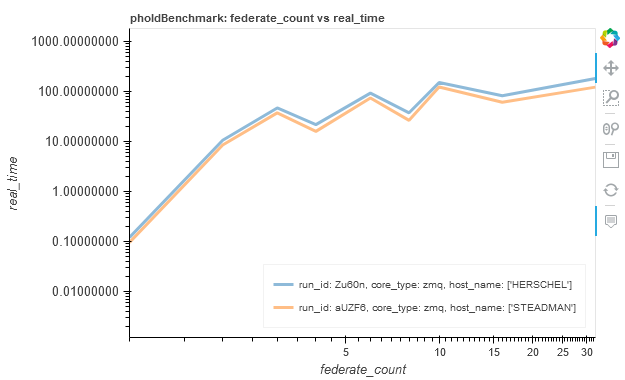 pholdBenchmark: federate_count vs real_time
1000.00000000
100.00000000
10.00000000
1.00000000
0.10000000
0.01000000
real_time
run_id: Zu60n, core_type: zmq, host_name: ['HERSCHEL']
run_id: aUZF6, core_type: zmq, host_name: ['STEADMAN']
5 10 15 20 25 30
federate_count